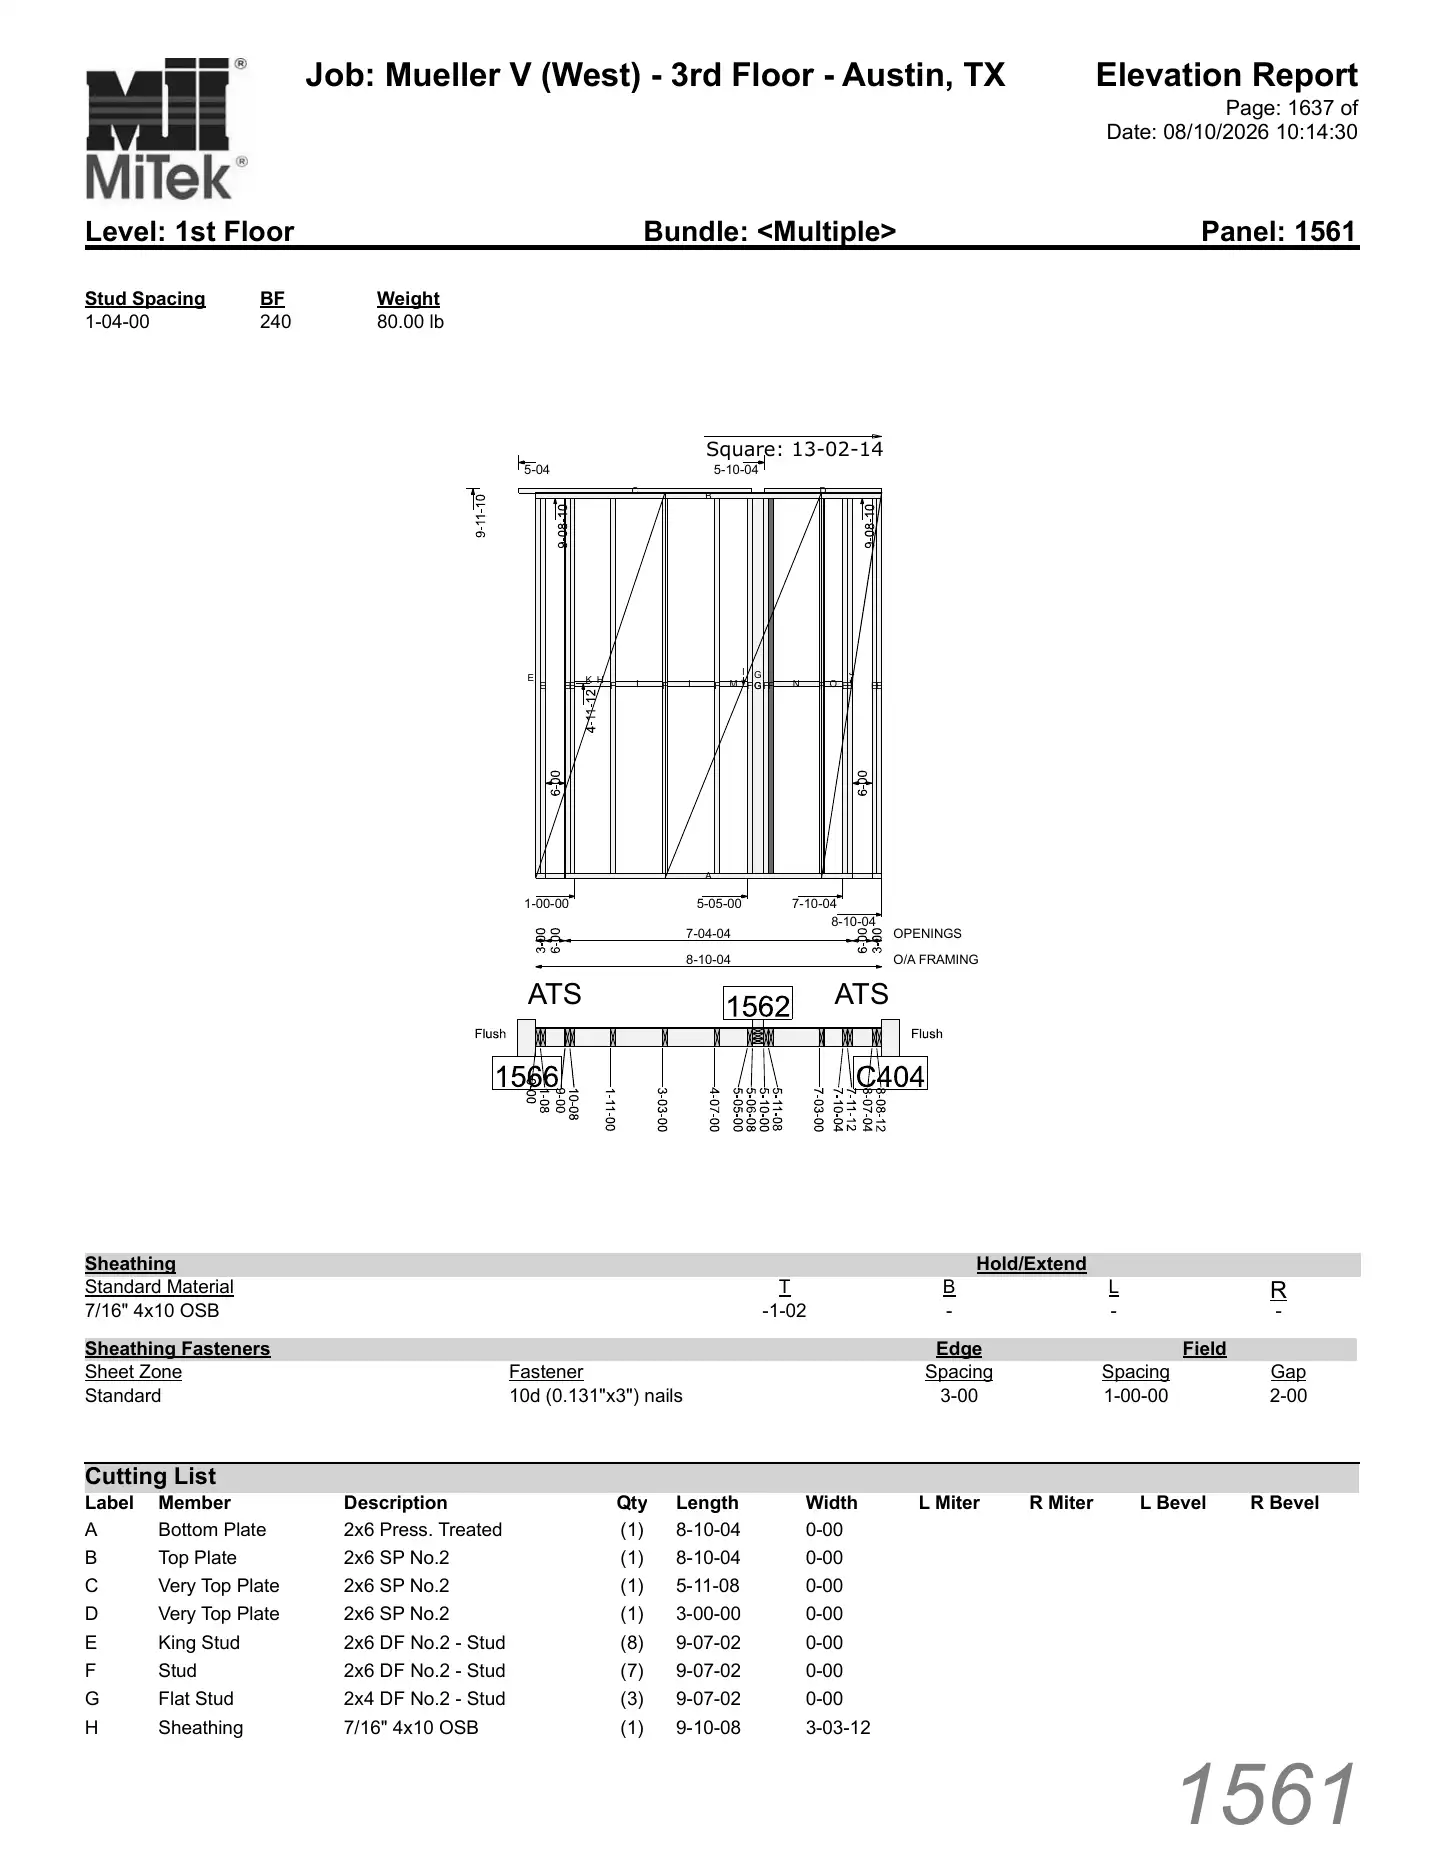 Job: Mueller V (West) - 3rd Floor - Austin, TX
Elevation Report
Page: 1637 of
Date: 08/10/2026 10:14:30
MiTek®
Level: 1st Floor
Bundle: <Multiple>
Panel: 1561
Stud Spacing BF Weight
1-04-00 240 80.00 lb
Square: 13-02-14
5-04 5-10-04
C B D
9-11-10 9-08-10 9-08-10
E K H I G
M G N O
4-11-12
6-00 6-00
A
1-00-00 5-05-00 7-10-04
8-10-04
3-00 6-00 7-04-04 6-00 3-00 OPENINGS
8-10-04 O/A FRAMING
ATS 1562 ATS
Flush Flush
1566 C404
1-08 9-00 10-08 1-11-00 3-03-00 4-07-00 5-05-00 5-06-08 5-10-00 5-11-08 7-03-00 7-10-04 7-11-12 8-07-04 8-08-12
Sheathing Hold/Extend
Standard Material T B L R
7/16" 4x10 OSB -1-02 - - -
Sheathing Fasteners Edge Field
Sheet Zone Fastener Spacing Spacing Gap
Standard 10d (0.131"x3") nails 3-00 1-00-00 2-00
Cutting List
Label Member Description Qty Length Width L Miter R Miter L Bevel R Bevel
A Bottom Plate 2x6 Press. Treated (1) 8-10-04 0-00
B Top Plate 2x6 SP No.2 (1) 8-10-04 0-00
C Very Top Plate 2x6 SP No.2 (1) 5-11-08 0-00
D Very Top Plate 2x6 SP No.2 (1) 3-00-00 0-00
E King Stud 2x6 DF No.2 - Stud (8) 9-07-02 0-00
F Stud 2x6 DF No.2 - Stud (7) 9-07-02 0-00
G Flat Stud 2x4 DF No.2 - Stud (3) 9-07-02 0-00
H Sheathing 7/16" 4x10 OSB (1) 9-10-08 3-03-12
1561